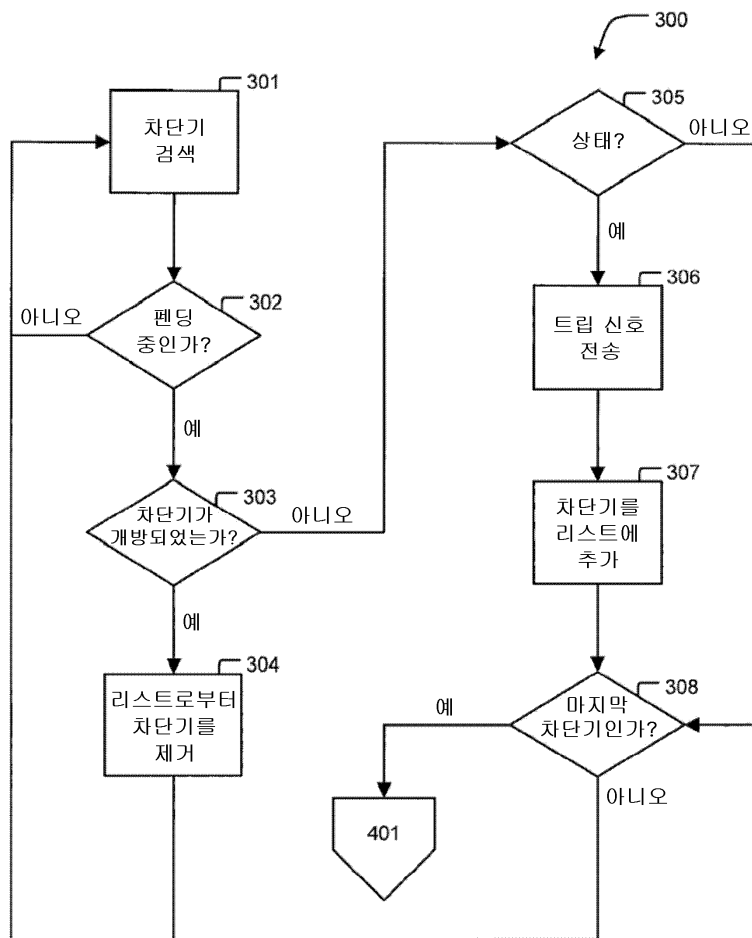 300
301
차단기
검색
302
아니오
펜딩
중인가?
예
303
차단기가
개방되었는가?
아니오
예
304
리스트로부터
차단기를
제거
305
상태?
아니오
예
306
트립 신호
전송
307
차단기를
리스트에
추가
308
마지막
차단기인가?
예
아니오
401